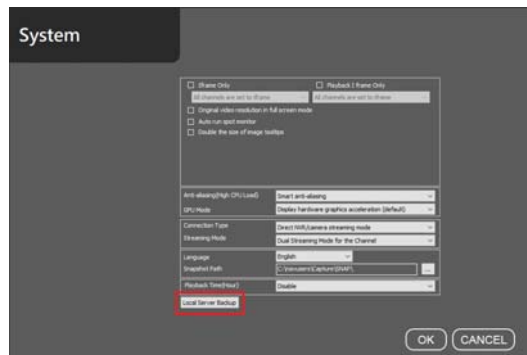 System
Iframe Only
Playback I frame Only
All channels are set to iframe
All channels are set to iframe
Original video resolution in full screen mode
Auto run spot monitor
Double the size of image tooltips
Anti-aliasing(High CPU Load)
Smart anti-aliasing
GPU Mode
Display hardware graphics acceleration (default)
Connection Type
Direct NVR/camera streaming mode
Streaming Mode
Dual Streaming Mode for the Channel
Language
English
Snapshot Path
...
Playback Time(Hour)
Disable
Local Server Backup
OK
CANCEL